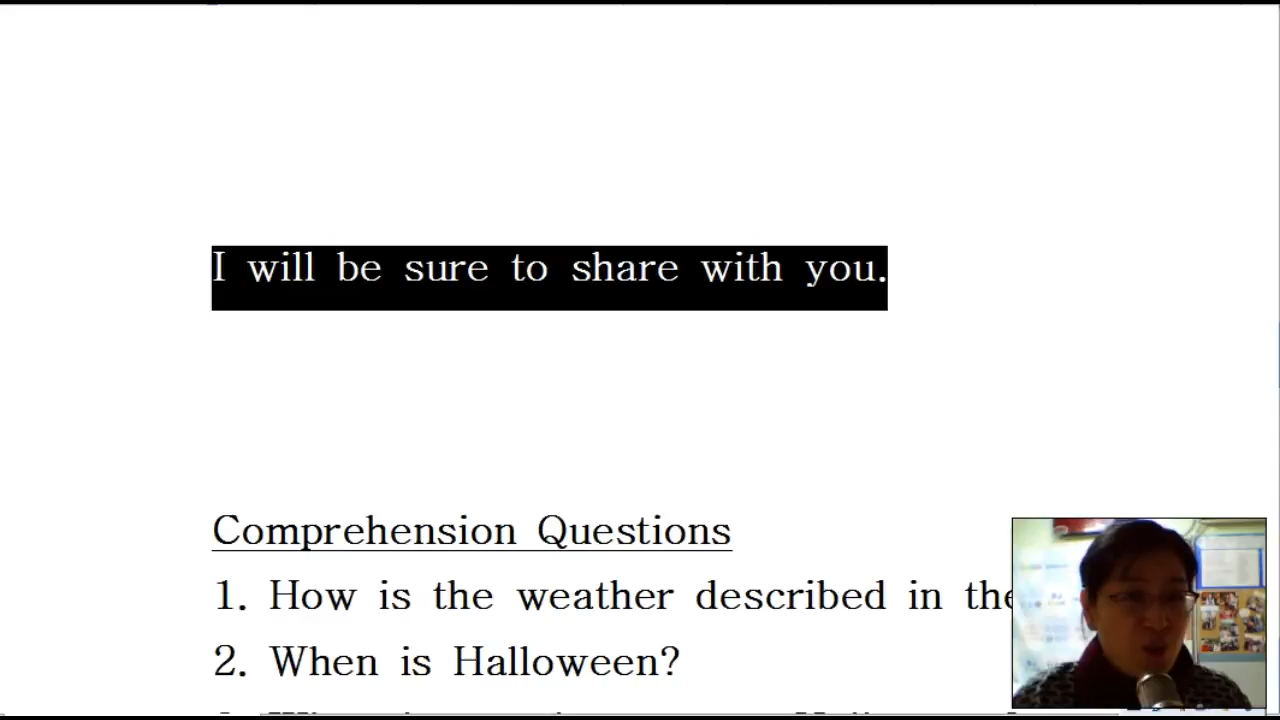 I will be sure to share with you.
Comprehension Questions
1. How is the weather described in the
2. When is Halloween?